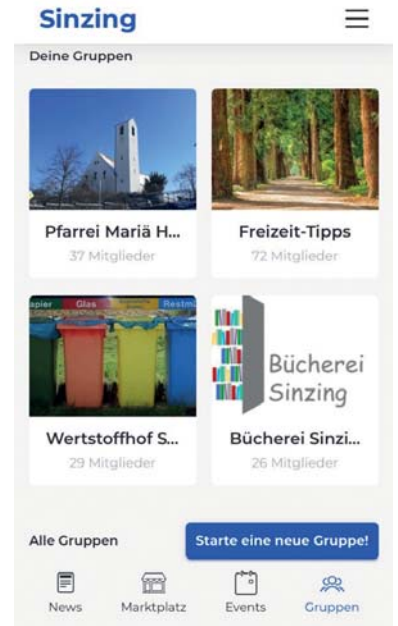 Sinzing
Deine Gruppen
Pfarrei Mariä H...
37 Mitglieder
Freizeit-Tipps
72 Mitglieder
Glas
Bücherei
Sinzing
Wertstoffhof S...
29 Mitglieder
Bücherei Sinzi...
26 Mitglieder
Alle Gruppen
Starte eine neue Gruppe!
News
Marktplatz
Events
Gruppen